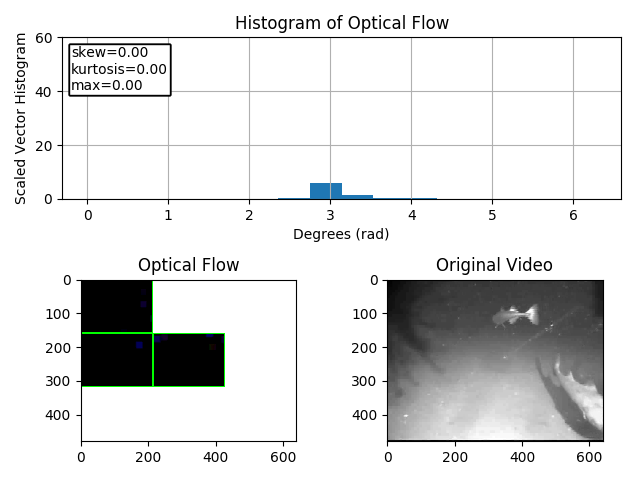 Histogram of Optical Flow
Scaled Vector Histogram
60
40
20
0
skew=0.00
kurtosis=0.00
max=0.00
0 1 2 3 4 5 6
Degrees (rad)
Optical Flow
0
100
200
300
400
0 200 400 600
Original Video
0
100
200
300
400
0 200 400 600